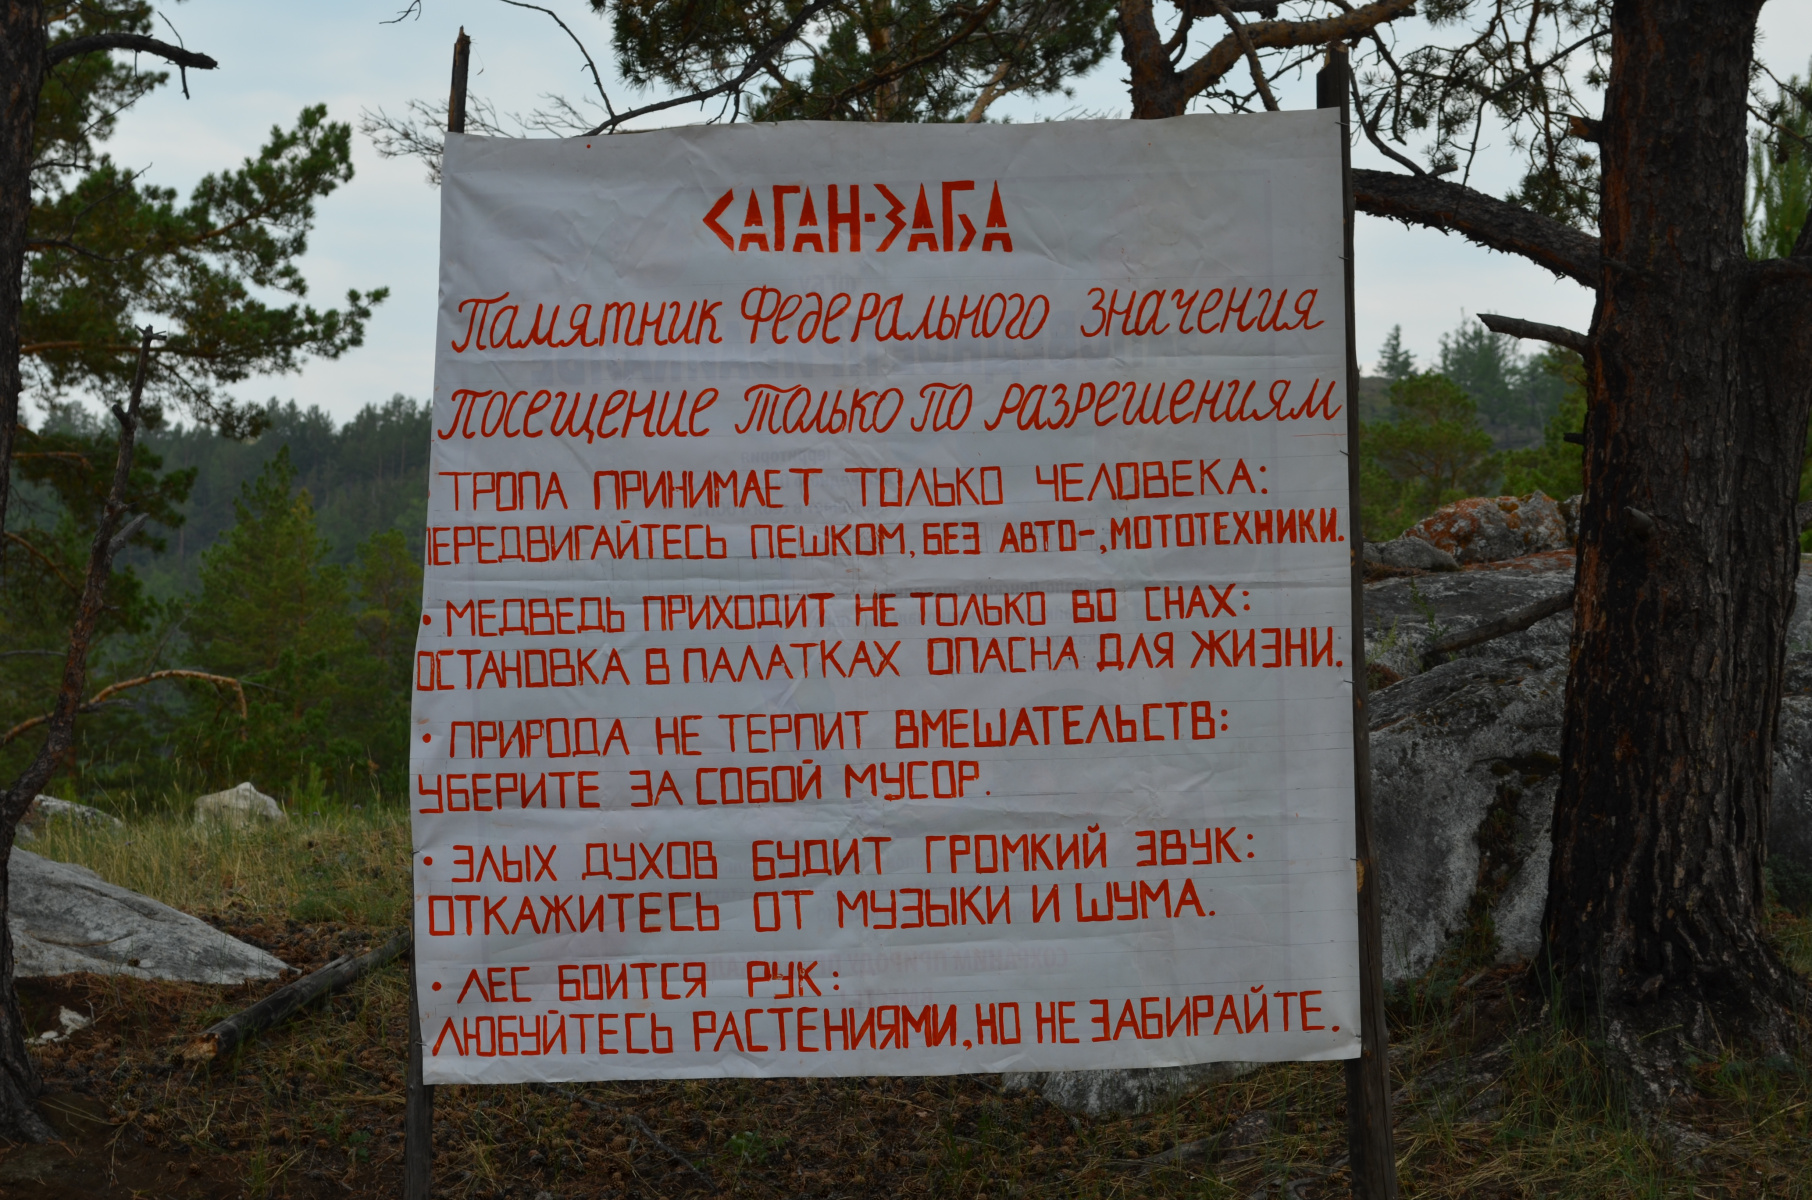 САГАН-ЗАБА
Памятник Федерального значения
посещение только по разрешениям
• ТРОПА ПРИНИМАЕТ ТОЛЬКО ЧЕЛОВЕКА:
ПЕРЕДВИГАЙТЕСЬ ПЕШКОМ, БЕЗ АВТО-, МОТОТЕХНИКИ.
• МЕДВЕДЬ ПРИХОДИТ НЕ ТОЛЬКО ВО СНАХ:
ОСТАНОВКА В ПАЛАТКАХ ОПАСНА ДЛЯ ЖИЗНИ.
• ПРИРОДА НЕ ТЕРПИТ ВМЕШАТЕЛЬСТВ:
УБЕРИТЕ ЗА СОБОЙ МУСОР.
• ЗЛЫХ ДУХОВ БУДИТ ГРОМКИЙ ЗВУК:
ОТКАЖИТЕСЬ ОТ МУЗЫКИ И ШУМА.
• ЛЕС БОИТСЯ РУК:
ЛЮБУЙТЕСЬ РАСТЕНИЯМИ, НО НЕ ЗАБИРАЙТЕ.